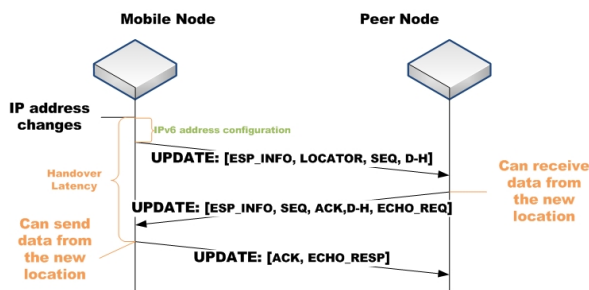 Mobile Node
Peer Node
IP address
changes
IPv6 address configuration
UPDATE: [ESP_INFO, LOCATOR, SEQ, D-H]
Handover
Latency
Can receive
data from
the new
location
UPDATE: [ESP_INFO, SEQ, ACK,D-H, ECHO_REQ]
Can send
data from
the new
location
UPDATE: [ACK, ECHO_RESP]